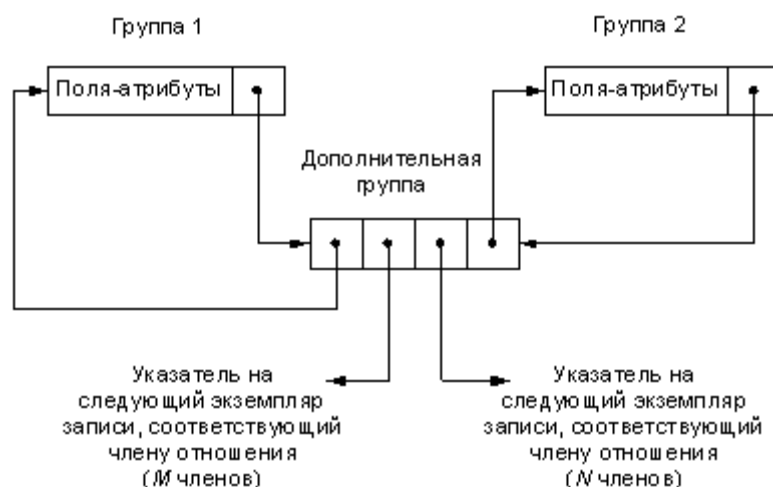 Группа 1
Группа 2
Поля-атрибуты
Поля-атрибуты
Дополнительная
группа
Указатель на
следующий экземпляр
записи, соответствующий
члену отношения
(M членов)
Указатель на
следующий экземпляр
записи, соответствующий
члену отношения
(N членов)